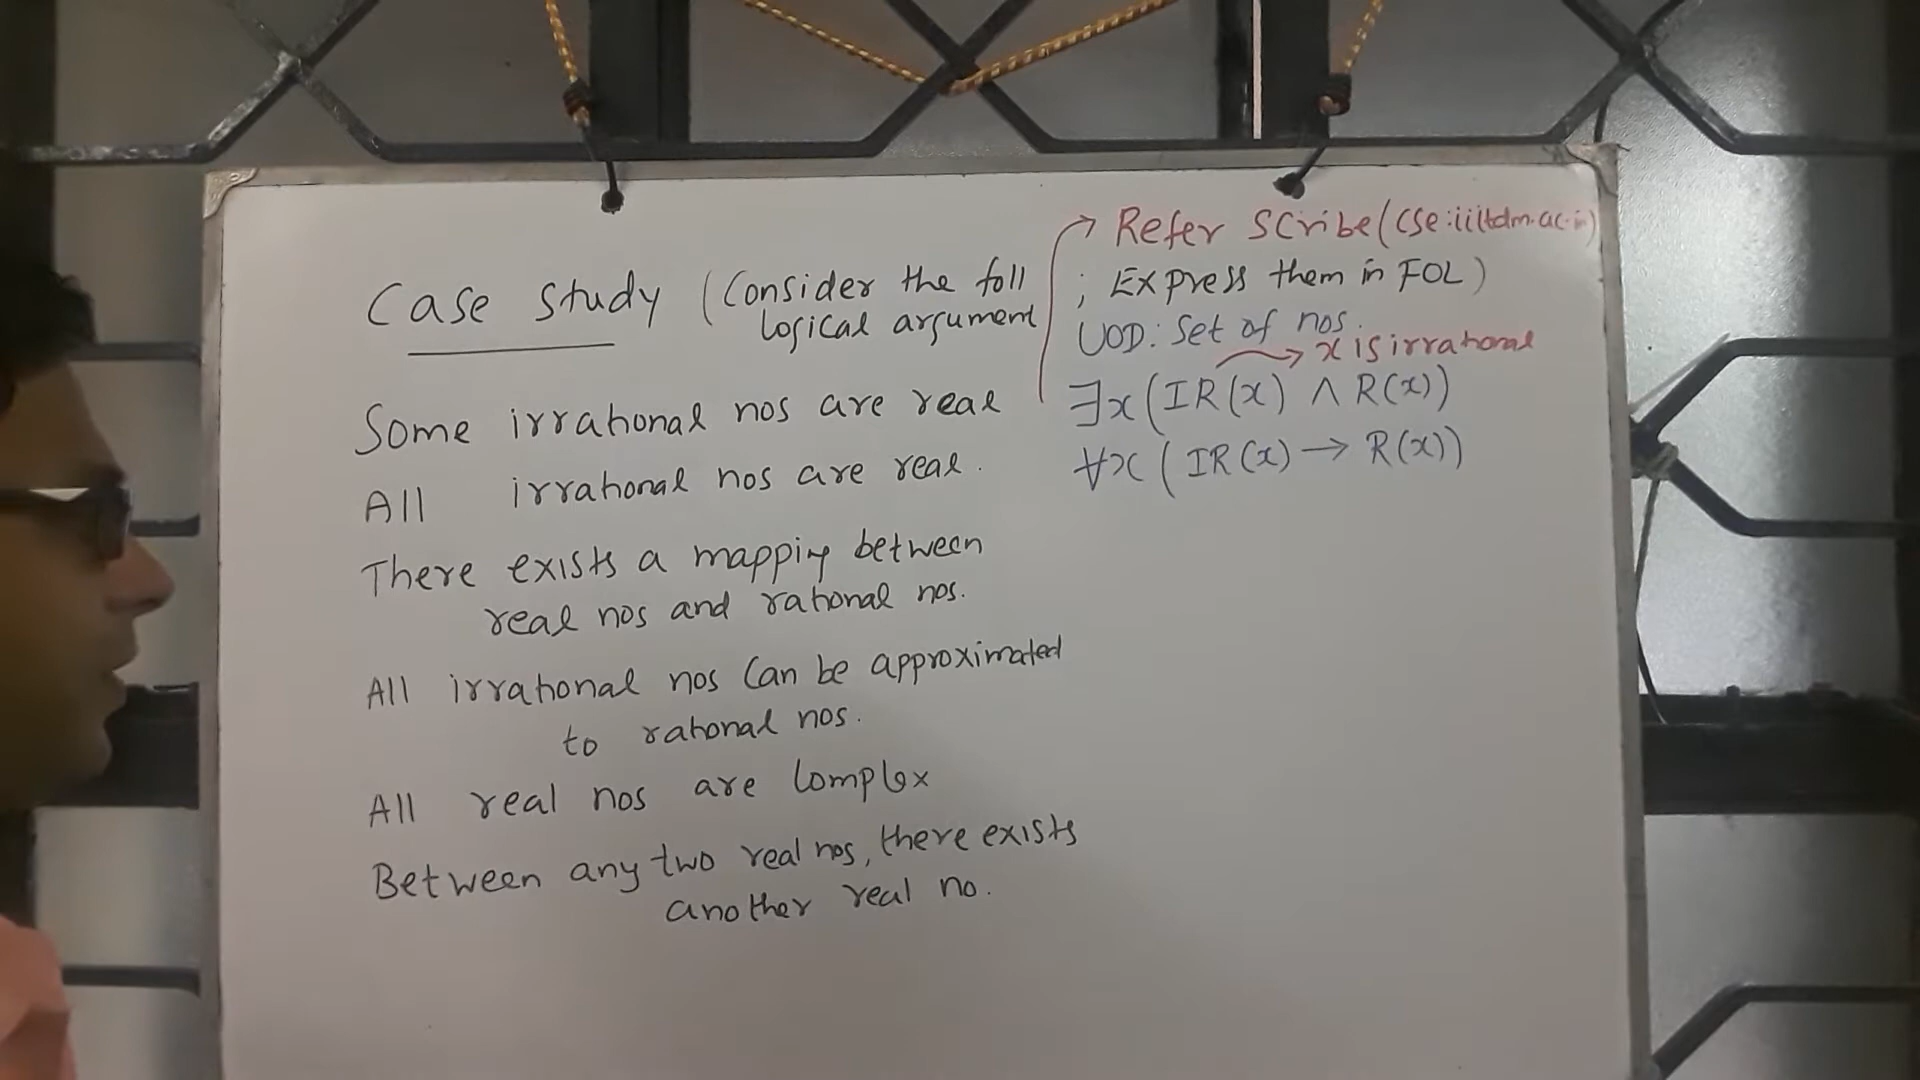 Refer Scribe (cse.iiitdm.ac.in)
Case study (Consider the foll ; Express them in FOL)
logical argument
UOD: Set of nos.
x is irrational
Some irrational nos are real
∃x (IR(x) ∧ R(x))
All irrational nos are real.
∀x (IR(x) → R(x))
There exists a mapping between
real nos and rational nos.
All irrational nos can be approximated
to rational nos.
All real nos are complex
Between any two real nos, there exists
another real no.